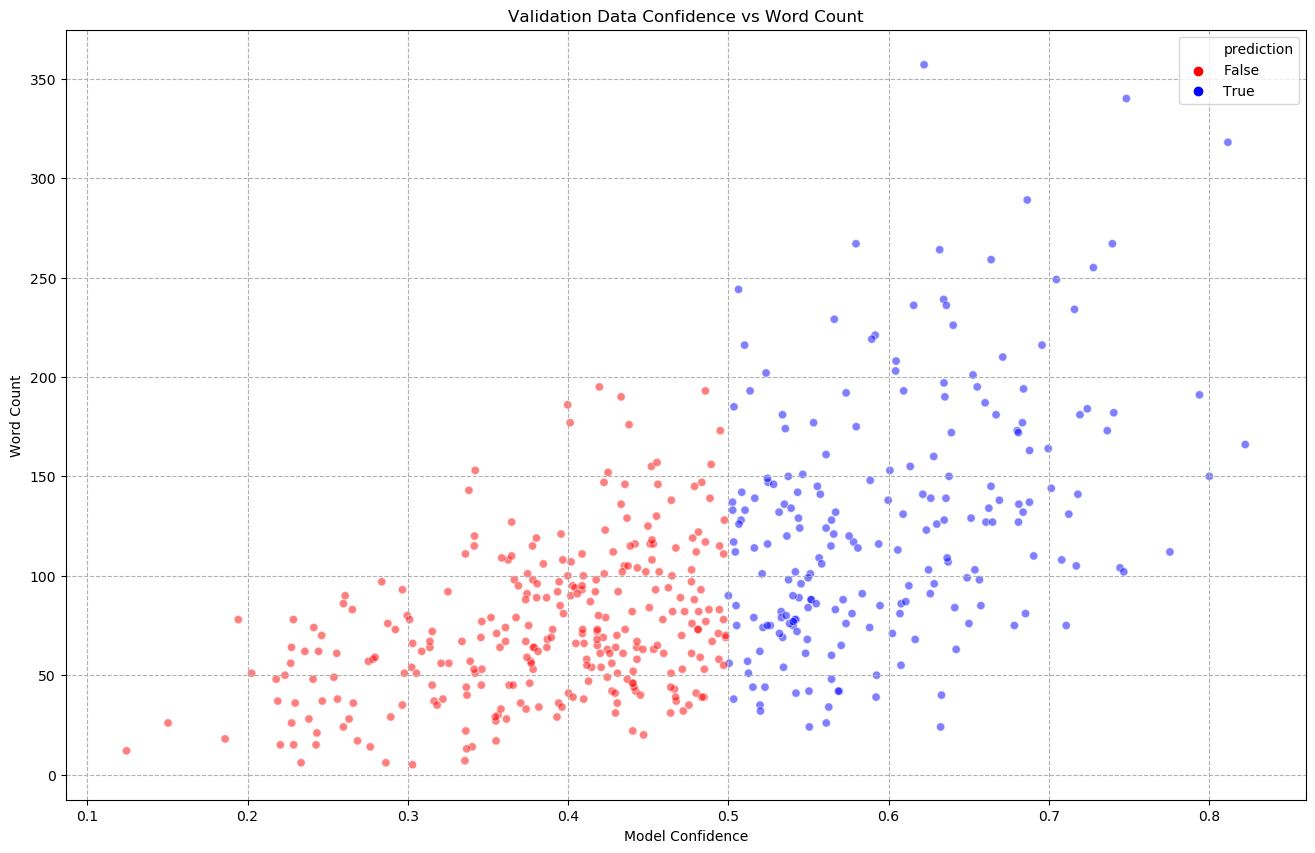 Validation Data Confidence vs Word Count
prediction
False
True
Word Count
350
300
250
200
150
100
50
0
0.1 0.2 0.3 0.4 0.5 0.6 0.7 0.8
Model Confidence